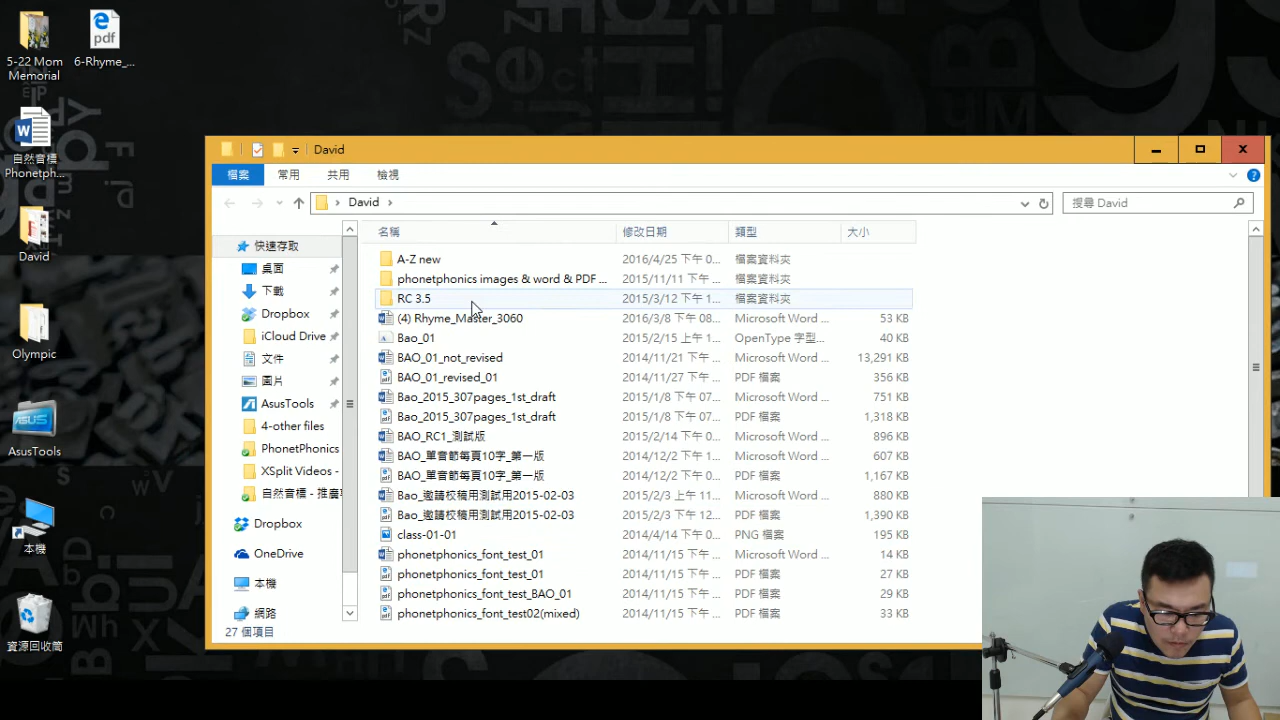 5-22 Mom
Memorial
6-Rhyme_...
自然音標
Phonetph...
David
Olympic
AsusTools
本機
資源回收筒
David
檔案
常用
共用
檢視
David
搜尋 David
快速存取
桌面
下載
Dropbox
iCloud Drive
文件
圖片
AsusTools
4-other files
PhonetPhonics
XSplit Videos -
自然音標 - 推廣
Dropbox
OneDrive
本機
網路
名稱 修改日期 類型 大小
A-Z new 2016/4/25 下午 0... 檔案資料夾
phonetphonics images & word & PDF ... 2015/11/11 下午... 檔案資料夾
RC 3.5 2015/3/12 下午 1... 檔案資料夾
(4) Rhyme_Master_3060 2016/3/8 下午 08... Microsoft Word ... 53 KB
Bao_01 2015/2/15 上午 1... OpenType 字型... 40 KB
BAO_01_not_revised 2014/11/21 下午... Microsoft Word ... 13,291 KB
BAO_01_revised_01 2014/11/27 下午... PDF 檔案 356 KB
Bao_2015_307pages_1st_draft 2015/1/8 下午 07... Microsoft Word ... 751 KB
Bao_2015_307pages_1st_draft 2015/1/8 下午 07... PDF 檔案 1,318 KB
BAO_RC1_測試版 2015/2/14 下午 0... Microsoft Word ... 896 KB
BAO_單音節每頁10字_第一版 2014/12/2 下午 1... Microsoft Word ... 607 KB
BAO_單音節每頁10字_第一版 2014/12/2 下午 0... PDF 檔案 1,167 KB
Bao_邀請校稿用測試用2015-02-03 2015/2/3 上午 11... Microsoft Word ... 880 KB
Bao_邀請校稿用測試用2015-02-03 2015/2/3 下午 12... PDF 檔案 1,390 KB
class-01-01 2014/4/14 下午 0... PNG 檔案 195 KB
phonetphonics_font_test_01 2014/11/15 下午... Microsoft Word ... 14 KB
phonetphonics_font_test_01 2014/11/15 下午... PDF 檔案 27 KB
phonetphonics_font_test_BAO_01 2014/11/15 下午... PDF 檔案 29 KB
phonetphonics_font_test02(mixed) 2014/11/15 下午... PDF 檔案 33 KB
27 個項目